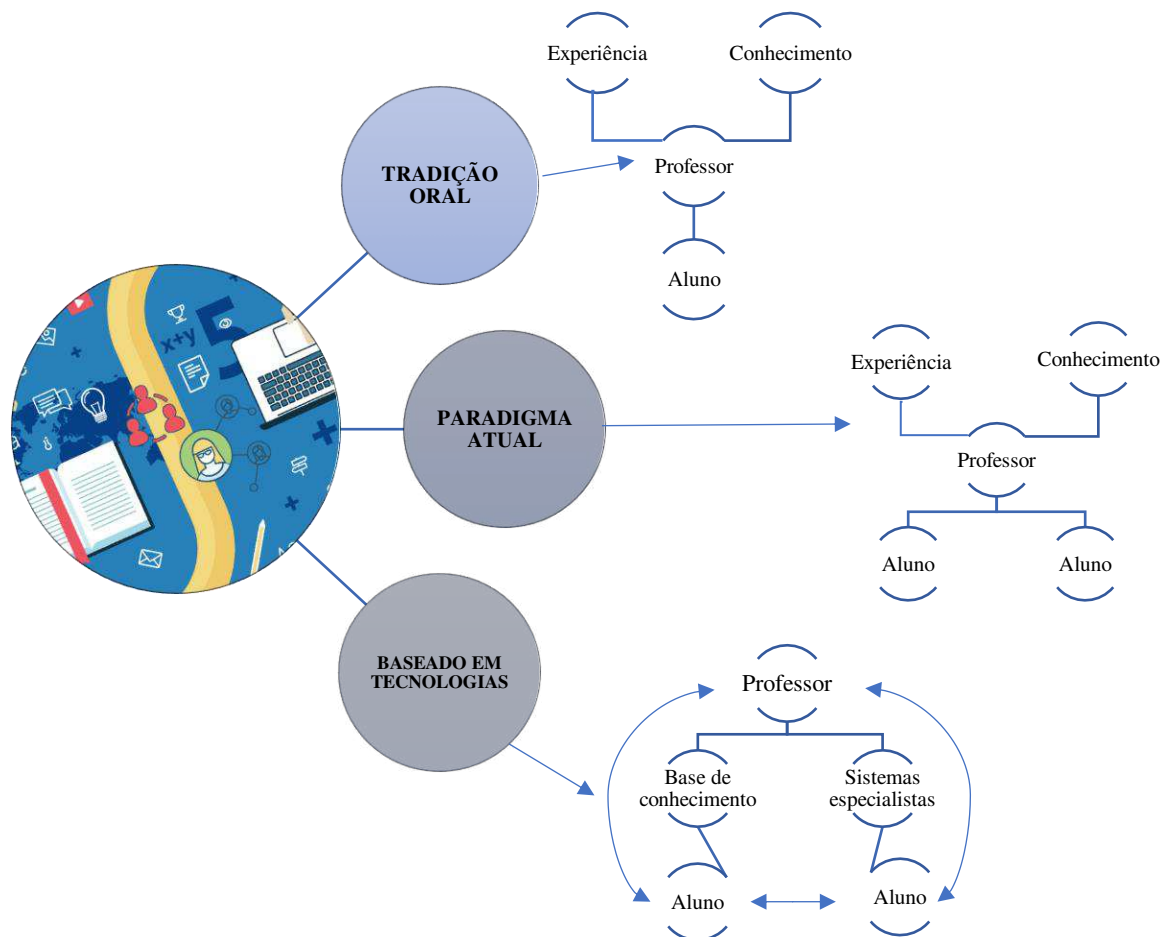 Experiência
Conhecimento
TRADIÇÃO
ORAL
Professor
Aluno
x+y
5
Experiência
Conhecimento
PARADIGMA
ATUAL
Professor
Aluno
Aluno
BASEADO EM
TECNOLOGIAS
Professor
Base de
conhecimento
Sistemas
especialistas
Aluno
Aluno